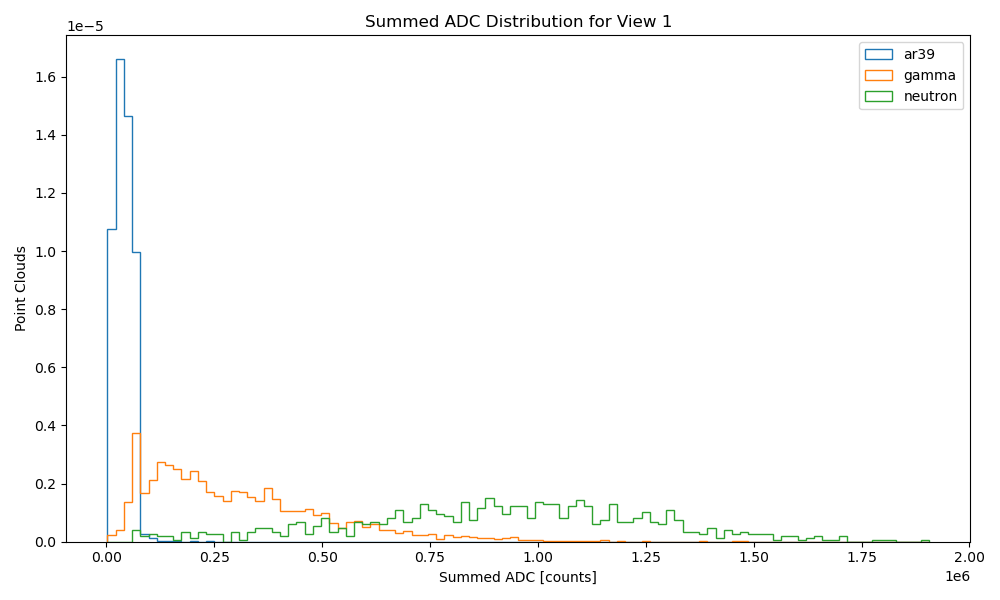 Summed ADC Distribution for View 1
1e−5
ar39
gamma
neutron
1.6
1.4
1.2
1.0
0.8
0.6
0.4
0.2
0.0
Point Clouds
0.00 0.25 0.50 0.75 1.00 1.25 1.50 1.75 2.00
Summed ADC [counts]
1e6